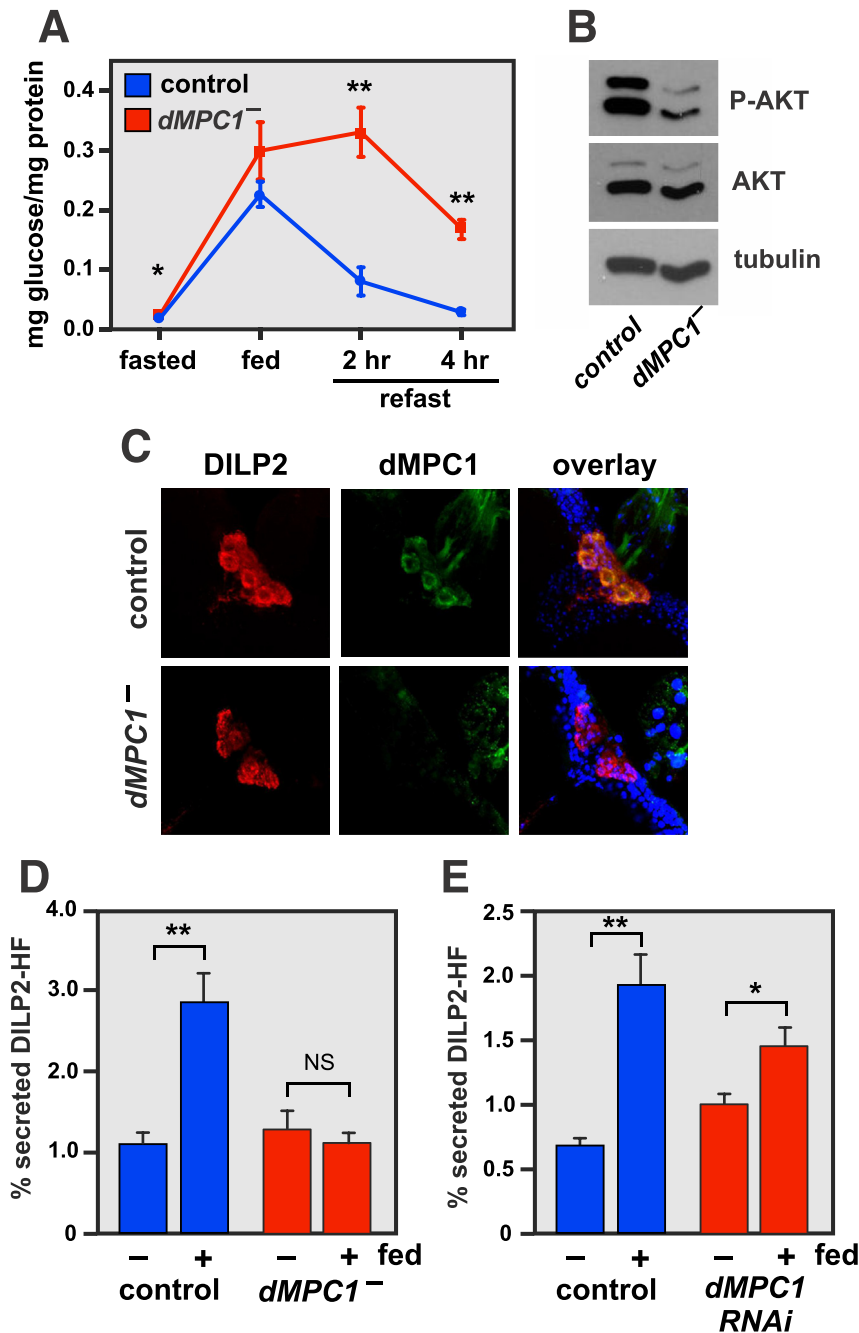 A
mg glucose/mg protein
0.4
0.3
0.2
0.1
0.0
control
dMPC1⁻
*
**
**
fasted fed 2 hr 4 hr
refast
B
P-AKT
AKT
tubulin
control dMPC1⁻
C
DILP2 dMPC1 overlay
control
dMPC1⁻
D
% secreted DILP2-HF
4.0
3.0
2.0
1.0
0
**
NS
– + – + fed
control dMPC1⁻
E
% secreted DILP2-HF
2.5
2.0
1.5
1.0
0.5
0
**
*
– + – + fed
control dMPC1
RNAi